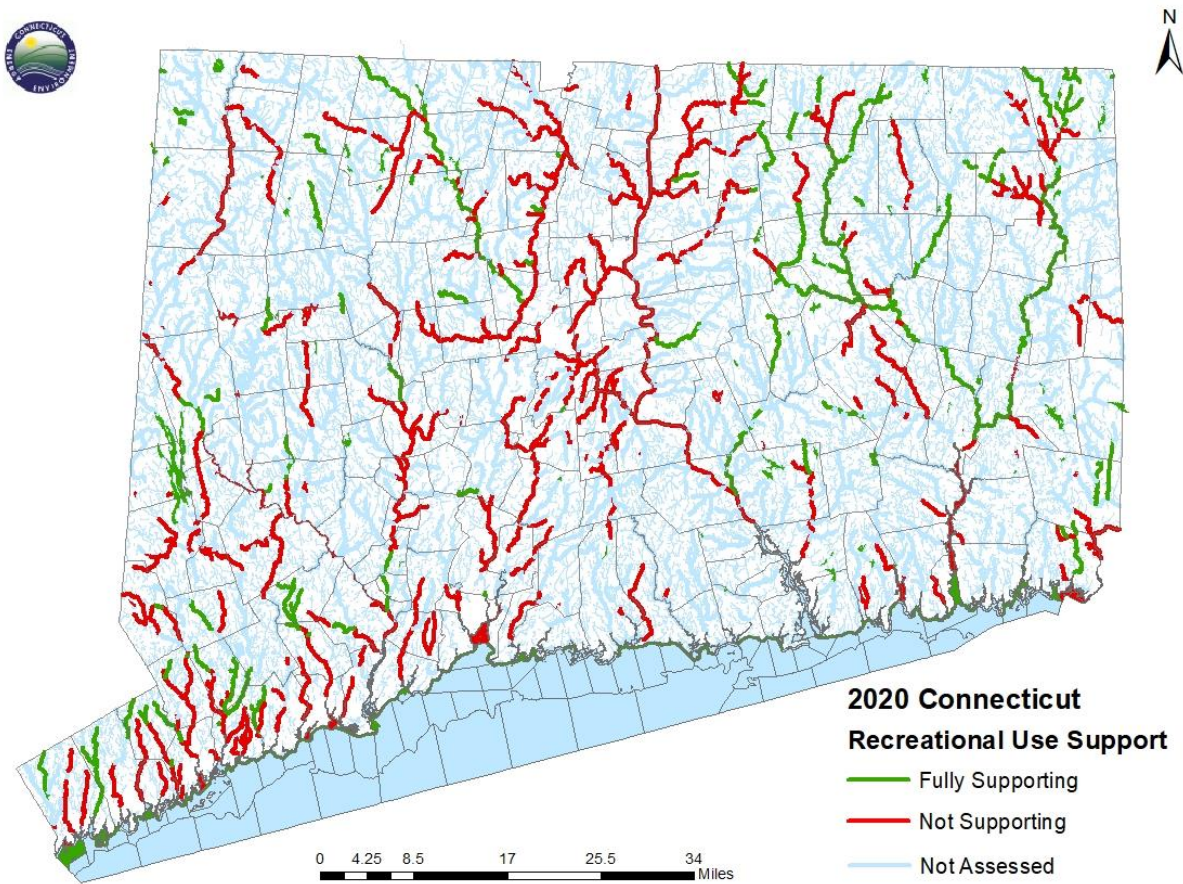 CONNECTICUT
N
2020 Connecticut
Recreational Use Support
Fully Supporting
Not Supporting
Not Assessed
0 4.25 8.5 17 25.5 34
Miles